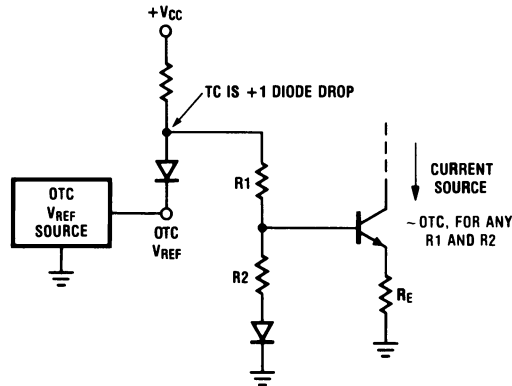 +VCC
TC IS +1 DIODE DROP
R1
CURRENT
SOURCE
OTC
VREF
SOURCE
OTC
VREF
~OTC, FOR ANY
R1 AND R2
R2
RE